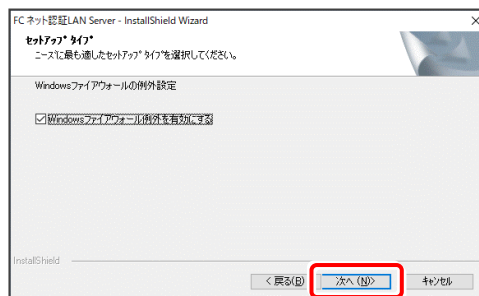 FC ネット認証LAN Server - InstallShield Wizard
セットアップ タイプ
ニーズに最も適したセットアップ タイプを選択してください。
Windowsファイアウォールの例外設定
Windowsファイアウォール例外を有効にする
InstallShield
< 戻る(B)
次へ (N)>
キャンセル